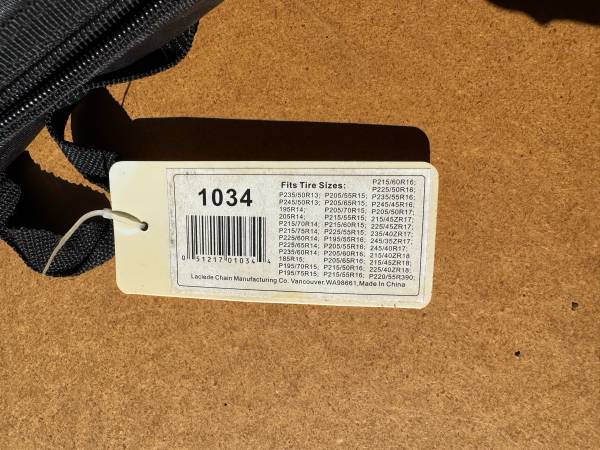 1034
0 51217 01034 4
Fits Tire Sizes:
P235/50R13; P205/55R15;
P245/50R13; P205/65R15;
195R14; P205/70R15;
205R14; P215/55R15;
P215/70R14; P215/60R15;
P215/75R14; P225/55R15;
P225/60R14; P195/55R16;
P225/65R14; P205/55R16;
P235/60R14; P205/60R16;
185R15; P205/65R16;
P195/70R15; P215/50R16;
P195/75R15; P215/55R16;
P215/60R16;
P225/50R16;
P235/55R16;
P245/45R16;
P205/50R17;
215/45ZR17;
225/45ZR17;
235/40ZR17;
245/35ZR17;
245/40R17;
215/40ZR18
215/45ZR18;
225/40ZR18;
P220/55R390;
Laclede Chain Manufacturing Co. Vancouver,WA98661,Made In China